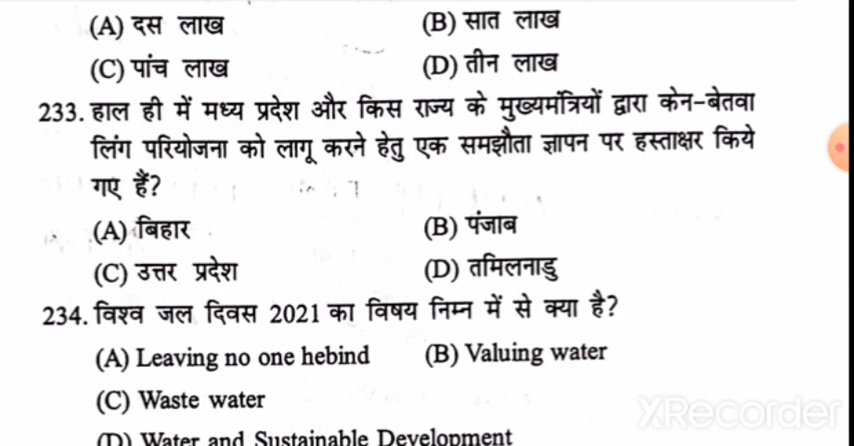 (A) दस लाख (B) सात लाख
(C) पांच लाख (D) तीन लाख
233. हाल ही में मध्य प्रदेश और किस राज्य के मुख्यमंत्रियों द्वारा केन-बेतवा
लिंग परियोजना को लागू करने हेतु एक समझौता ज्ञापन पर हस्ताक्षर किये
गए हैं?
(A) बिहार (B) पंजाब
(C) उत्तर प्रदेश (D) तमिलनाडु
234. विश्व जल दिवस 2021 का विषय निम्न में से क्या है?
(A) Leaving no one hebind (B) Valuing water
(C) Waste water
(D) Water and Sustainable Development
XRecorder